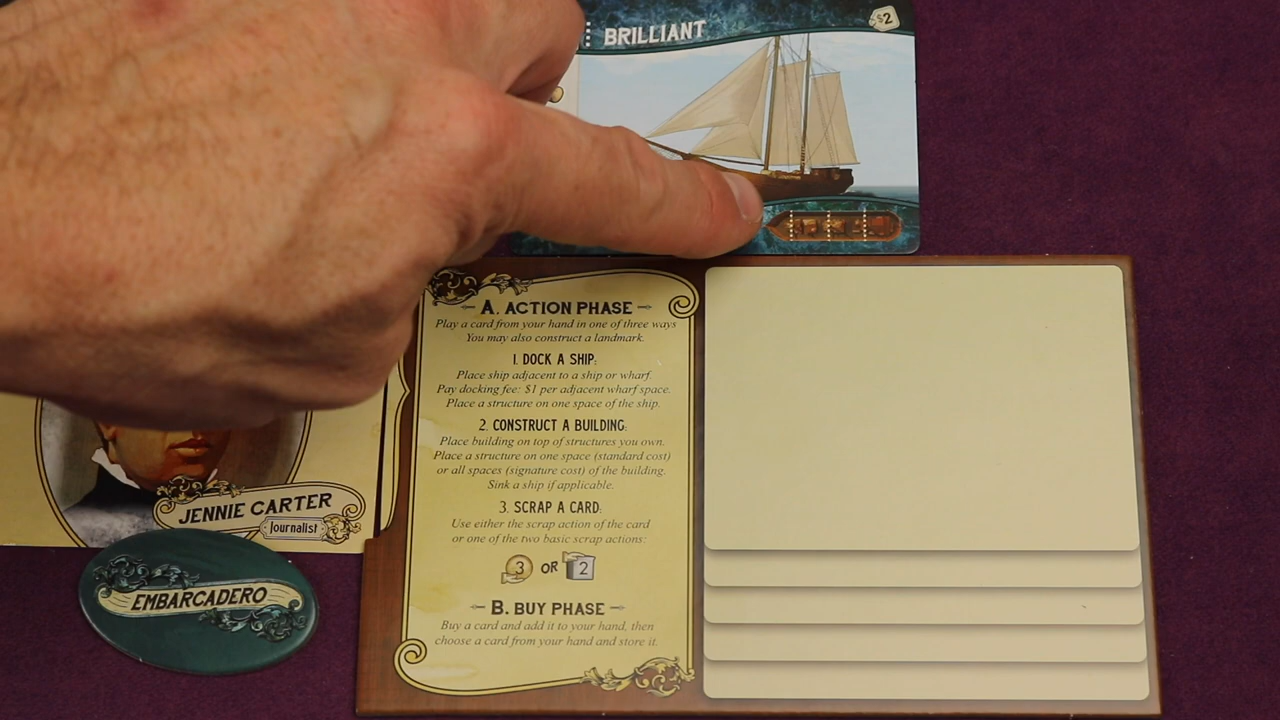 BRILLIANT
$2
A. ACTION PHASE
Play a card from your hand in one of three ways
You may also construct a landmark.
1. DOCK A SHIP:
Place ship adjacent to a ship or wharf.
Pay docking fee: $1 per adjacent wharf space.
Place a structure on one space of the ship.
2. CONSTRUCT A BUILDING:
Place building on top of structures you own.
Place a structure on one space (standard cost)
or all spaces (signature cost) of the building.
Sink a ship if applicable.
3. SCRAP A CARD:
Use either the scrap action of the card
or one of the two basic scrap actions:
3 OR 2
B. BUY PHASE
Buy a card and add it to your hand, then
choose a card from your hand and store it.
JENNIE CARTER
Journalist
EMBARCADERO